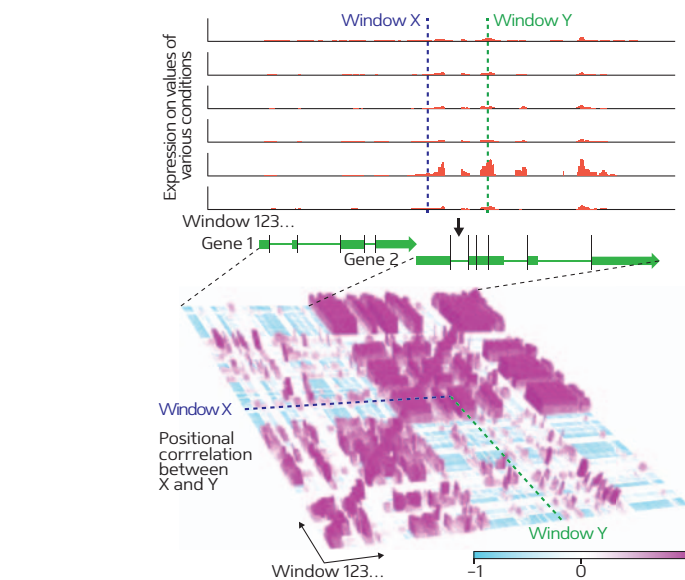 Window X
Window Y
Expression on values of
various conditions
Window 123...
Gene 1
Gene 2
Window X
Positional
corrrelation
between
X and Y
Window Y
Window 123...
-1
0